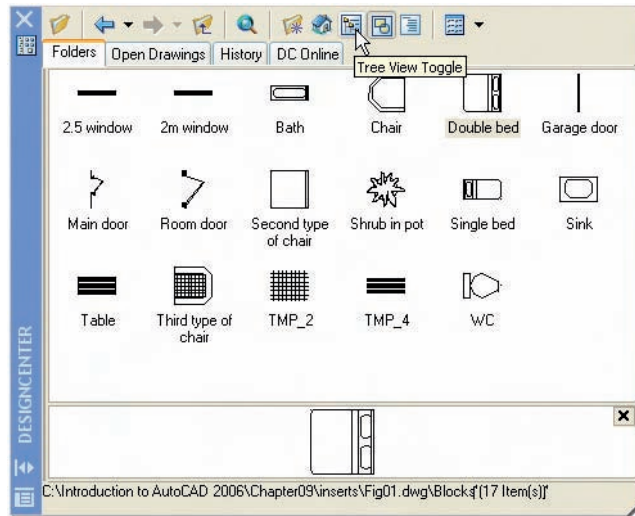 Folders
Open Drawings
History
DC Online
Tree View Toggle
2.5 window
2m window
Bath
Chair
Double bed
Garage door
Main door
Room door
Second type
of chair
Shrub in pot
Single bed
Sink
Table
Third type of
chair
TMP_2
TMP_4
WC
DESIGNCENTER
C:\Introduction to AutoCAD 2006\Chapter09\inserts\Fig01.dwg\Blocks (17 Item(s))